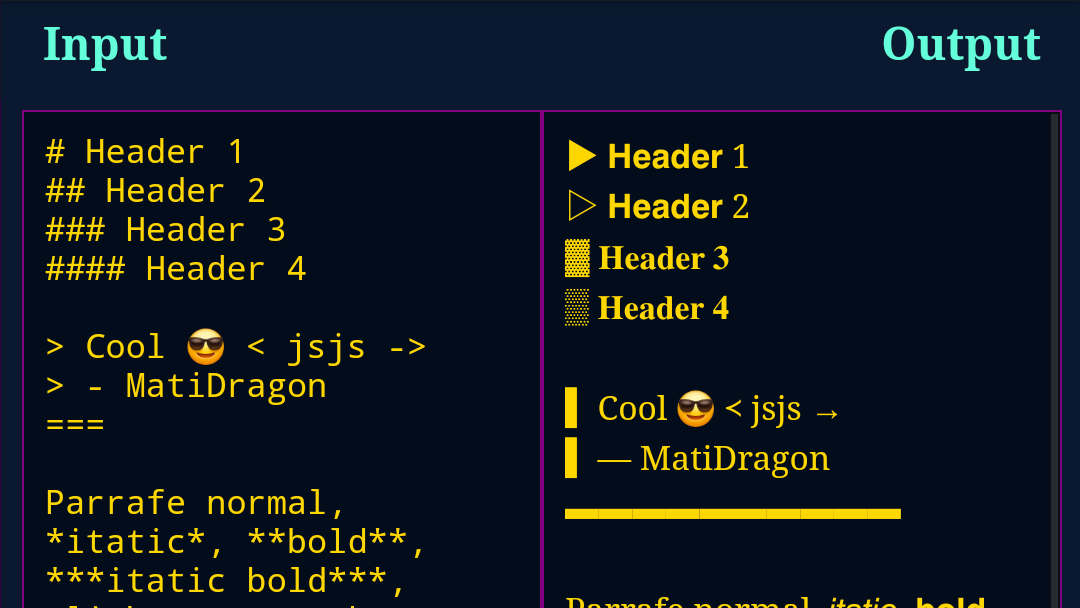 Input
Output
# Header 1
## Header 2
### Header 3
#### Header 4
> Cool 😎 < jsjs ->
> - MatiDragon
===
Parrafe normal,
*itatic*, **bold**,
***itatic bold***,
▶ Header 1
▷ Header 2
▓ Header 3
▒ Header 4
▌ Cool 😎 < jsjs →
▌ — MatiDragon
▬▬▬▬▬▬▬▬▬▬
Parrafe normal, itatic, bold,